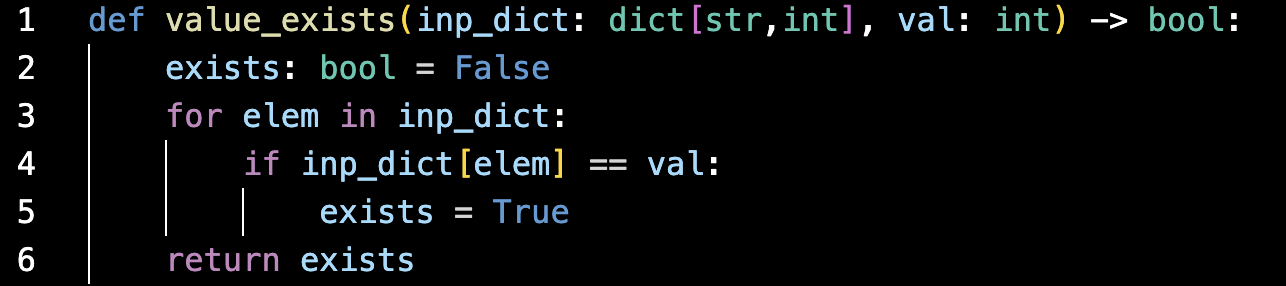 1 def value_exists(inp_dict: dict[str,int], val: int) -> bool:
2     exists: bool = False
3     for elem in inp_dict:
4         if inp_dict[elem] == val:
5             exists = True
6     return exists